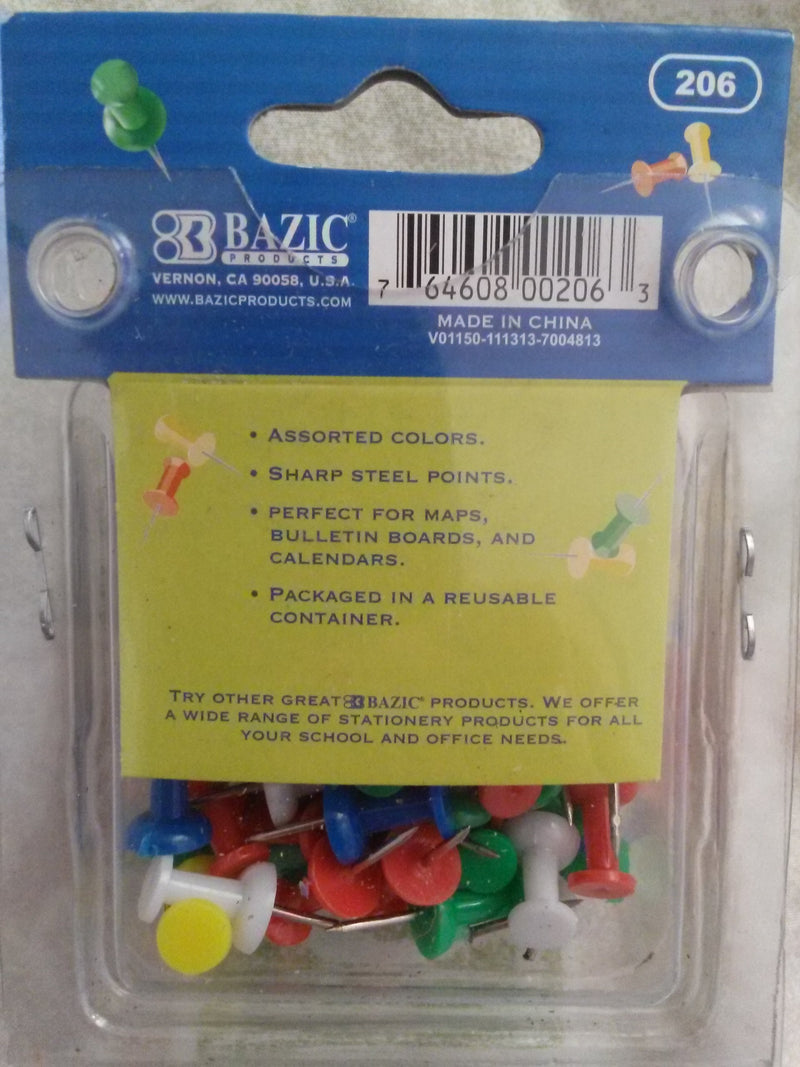 206
BAZIC®
PRODUCTS
VERNON, CA 90058, U.S.A.
WWW.BAZICPRODUCTS.COM
7 64608 00206 3
MADE IN CHINA
V01150-111313-7004813
• ASSORTED COLORS.
• SHARP STEEL POINTS.
• PERFECT FOR MAPS,
BULLETIN BOARDS, AND
CALENDARS.
• PACKAGED IN A REUSABLE
CONTAINER.
TRY OTHER GREAT BAZIC® PRODUCTS. WE OFFER
A WIDE RANGE OF STATIONERY PRODUCTS FOR ALL
YOUR SCHOOL AND OFFICE NEEDS.